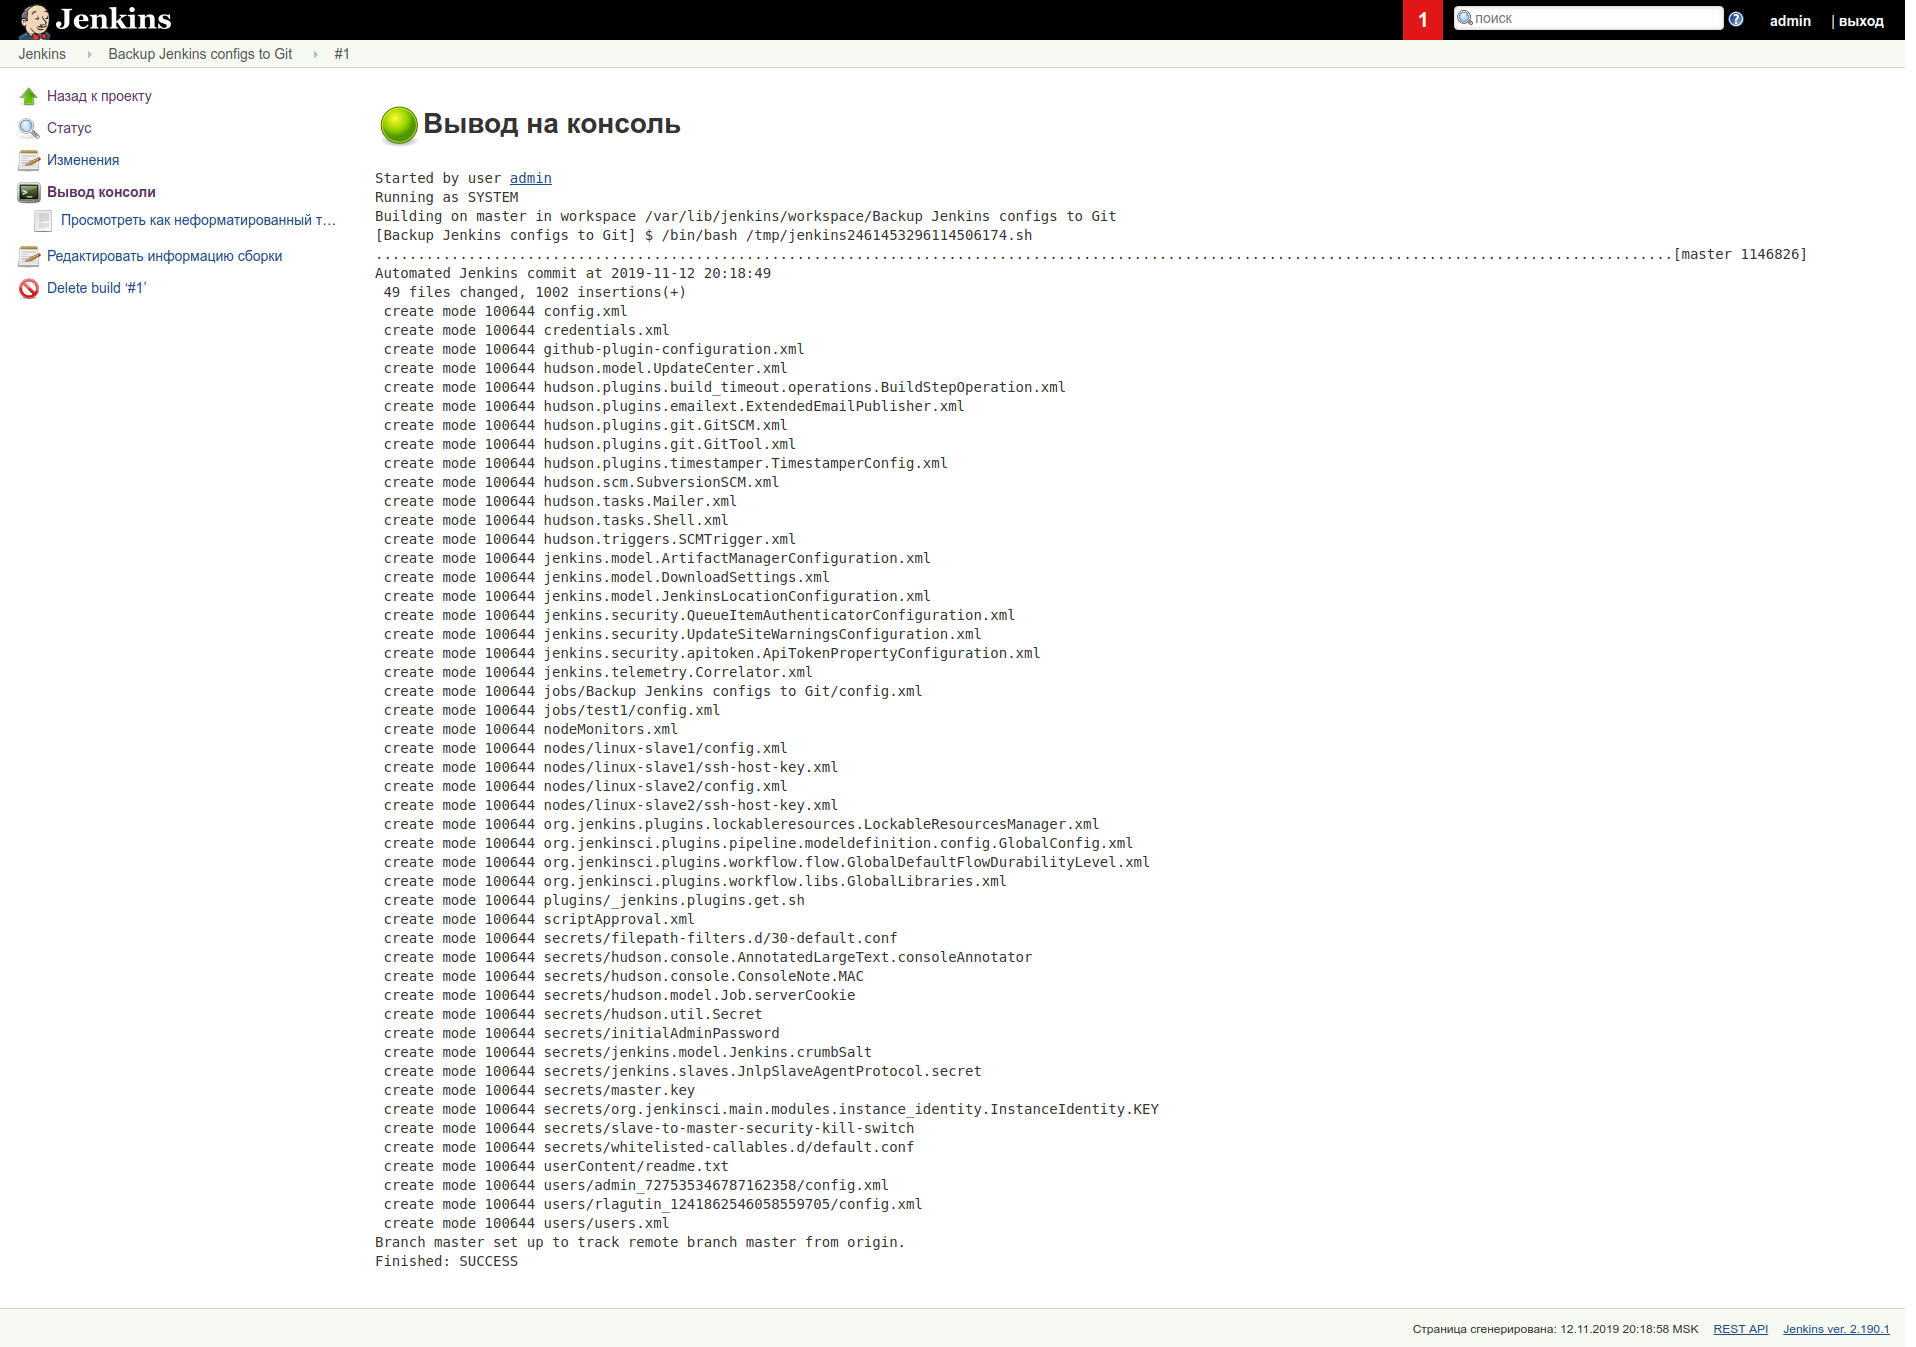 Jenkins
1
поиск
admin
| выход
Jenkins
Backup Jenkins configs to Git
#1
Назад к проекту
Статус
Изменения
Вывод консоли
Просмотреть как неформатированный т…
Редактировать информацию сборки
Delete build ‘#1’
Вывод на консоль
Started by user admin
Running as SYSTEM
Building on master in workspace /var/lib/jenkins/workspace/Backup Jenkins configs to Git
[Backup Jenkins configs to Git] $ /bin/bash /tmp/jenkins2461453296114506174.sh
..........................................................................................................................................................[master 1146826]
Automated Jenkins commit at 2019-11-12 20:18:49
49 files changed, 1002 insertions(+)
create mode 100644 config.xml
create mode 100644 credentials.xml
create mode 100644 github-plugin-configuration.xml
create mode 100644 hudson.model.UpdateCenter.xml
create mode 100644 hudson.plugins.build_timeout.operations.BuildStepOperation.xml
create mode 100644 hudson.plugins.emailext.ExtendedEmailPublisher.xml
create mode 100644 hudson.plugins.git.GitSCM.xml
create mode 100644 hudson.plugins.git.GitTool.xml
create mode 100644 hudson.plugins.timestamper.TimestamperConfig.xml
create mode 100644 hudson.scm.SubversionSCM.xml
create mode 100644 hudson.tasks.Mailer.xml
create mode 100644 hudson.tasks.Shell.xml
create mode 100644 hudson.triggers.SCMTrigger.xml
create mode 100644 jenkins.model.ArtifactManagerConfiguration.xml
create mode 100644 jenkins.model.DownloadSettings.xml
create mode 100644 jenkins.model.JenkinsLocationConfiguration.xml
create mode 100644 jenkins.security.QueueItemAuthenticatorConfiguration.xml
create mode 100644 jenkins.security.UpdateSiteWarningsConfiguration.xml
create mode 100644 jenkins.security.apitoken.ApiTokenPropertyConfiguration.xml
create mode 100644 jenkins.telemetry.Correlator.xml
create mode 100644 jobs/Backup Jenkins configs to Git/config.xml
create mode 100644 jobs/test1/config.xml
create mode 100644 nodeMonitors.xml
create mode 100644 nodes/linux-slave1/config.xml
create mode 100644 nodes/linux-slave1/ssh-host-key.xml
create mode 100644 nodes/linux-slave2/config.xml
create mode 100644 nodes/linux-slave2/ssh-host-key.xml
create mode 100644 org.jenkins.plugins.lockableresources.LockableResourcesManager.xml
create mode 100644 org.jenkinsci.plugins.pipeline.modeldefinition.config.GlobalConfig.xml
create mode 100644 org.jenkinsci.plugins.workflow.flow.GlobalDefaultFlowDurabilityLevel.xml
create mode 100644 org.jenkinsci.plugins.workflow.libs.GlobalLibraries.xml
create mode 100644 plugins/_jenkins.plugins.get.sh
create mode 100644 scriptApproval.xml
create mode 100644 secrets/filepath-filters.d/30-default.conf
create mode 100644 secrets/hudson.console.AnnotatedLargeText.consoleAnnotator
create mode 100644 secrets/hudson.console.ConsoleNote.MAC
create mode 100644 secrets/hudson.model.Job.serverCookie
create mode 100644 secrets/hudson.util.Secret
create mode 100644 secrets/initialAdminPassword
create mode 100644 secrets/jenkins.model.Jenkins.crumbSalt
create mode 100644 secrets/jenkins.slaves.JnlpSlaveAgentProtocol.secret
create mode 100644 secrets/master.key
create mode 100644 secrets/org.jenkinsci.main.modules.instance_identity.InstanceIdentity.KEY
create mode 100644 secrets/slave-to-master-security-kill-switch
create mode 100644 secrets/whitelisted-callables.d/default.conf
create mode 100644 userContent/readme.txt
create mode 100644 users/admin_727535346787162358/config.xml
create mode 100644 users/rlagutin_1241862546058559705/config.xml
create mode 100644 users/users.xml
Branch master set up to track remote branch master from origin.
Finished: SUCCESS
Страница сгенерирована: 12.11.2019 20:18:58 MSK
REST API
Jenkins ver. 2.190.1